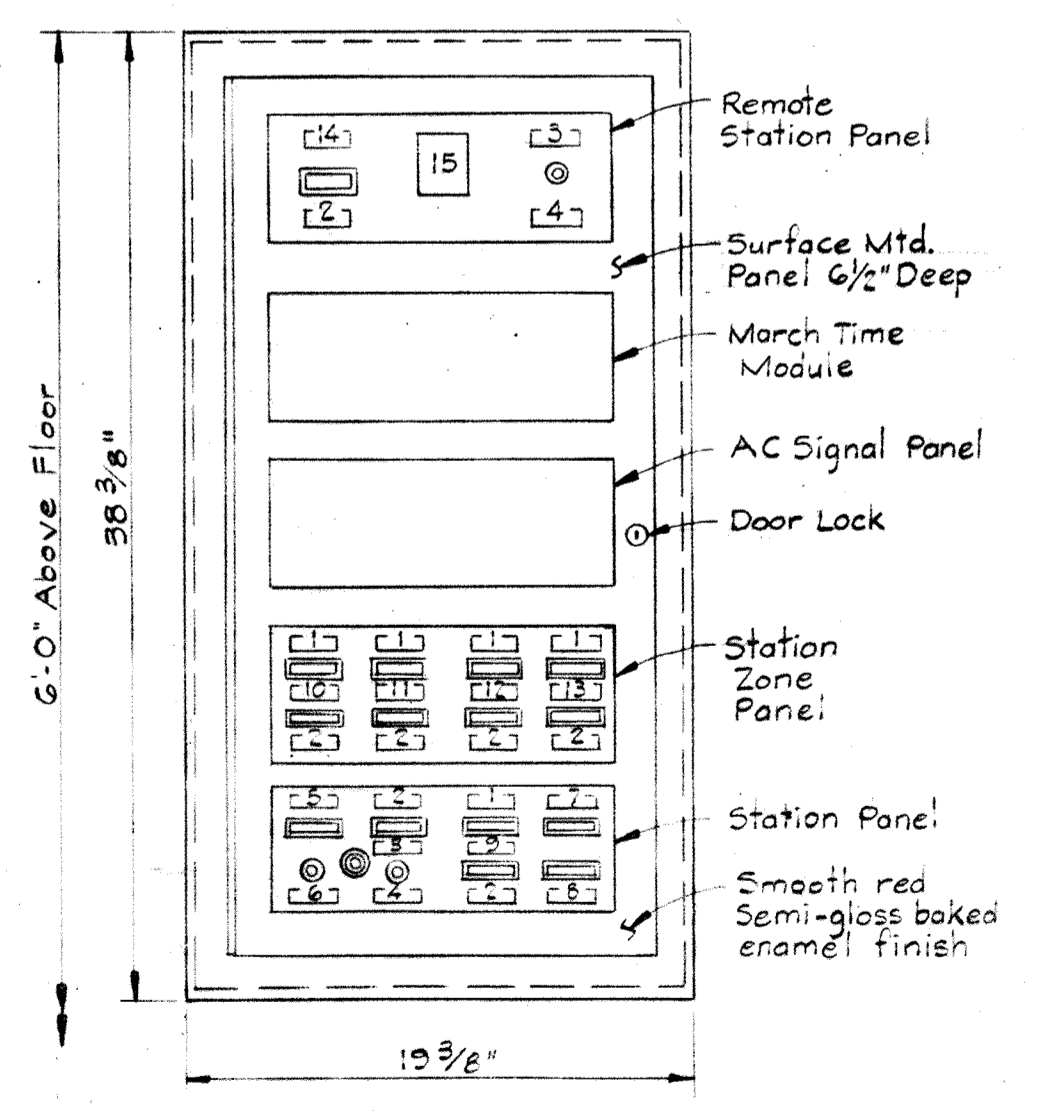 Remote
Station Panel
14 3
15
2 4
Surface Mtd.
Panel 6½" Deep
March Time
Module
AC Signal Panel
Door Lock
6'-0" Above Floor
38 3/8"
1 1 1 1
10 11 12 13
2 2 2 2
Station
Zone
Panel
5 2 1 7
3 9
6 4 2 8
Station Panel
Smooth red
Semi-gloss baked
enamel finish
19 3/8"